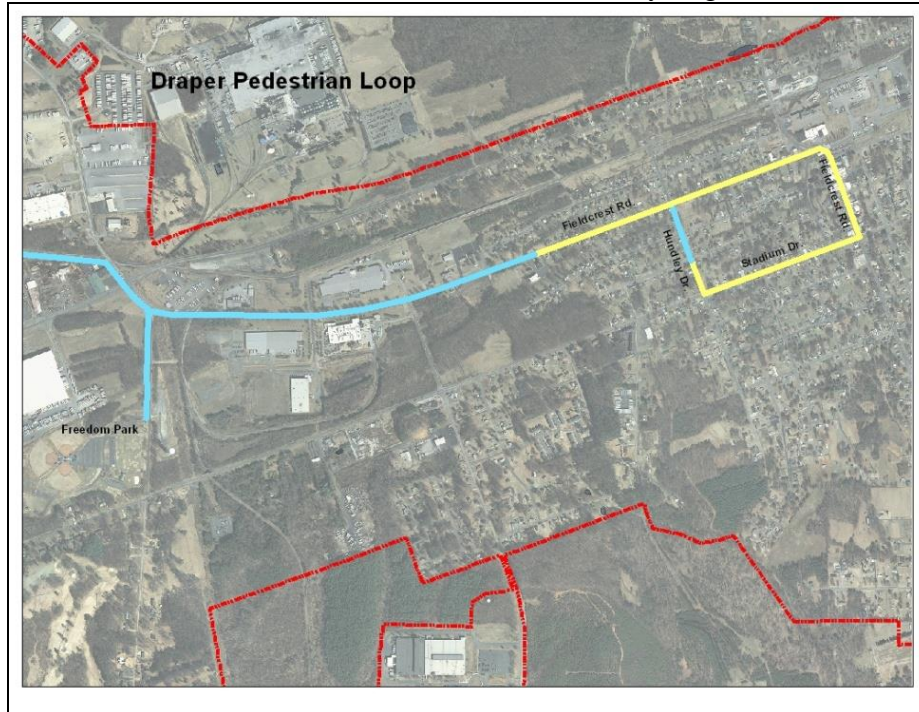 Draper Pedestrian Loop
Fieldcrest Rd.
Fieldcrest Rd.
Hundley Dr.
Stadium Dr.
Freedom Park